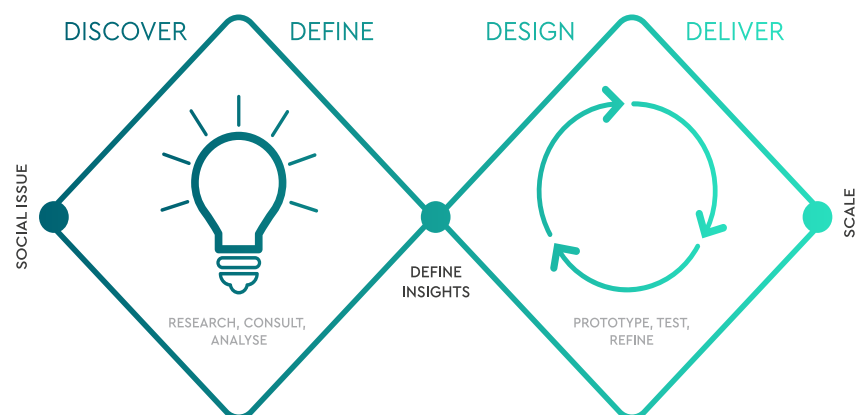 DISCOVER
DEFINE
DESIGN
DELIVER
SOCIAL ISSUE
DEFINE
INSIGHTS
SCALE
RESEARCH, CONSULT,
ANALYSE
PROTOTYPE, TEST,
REFINE